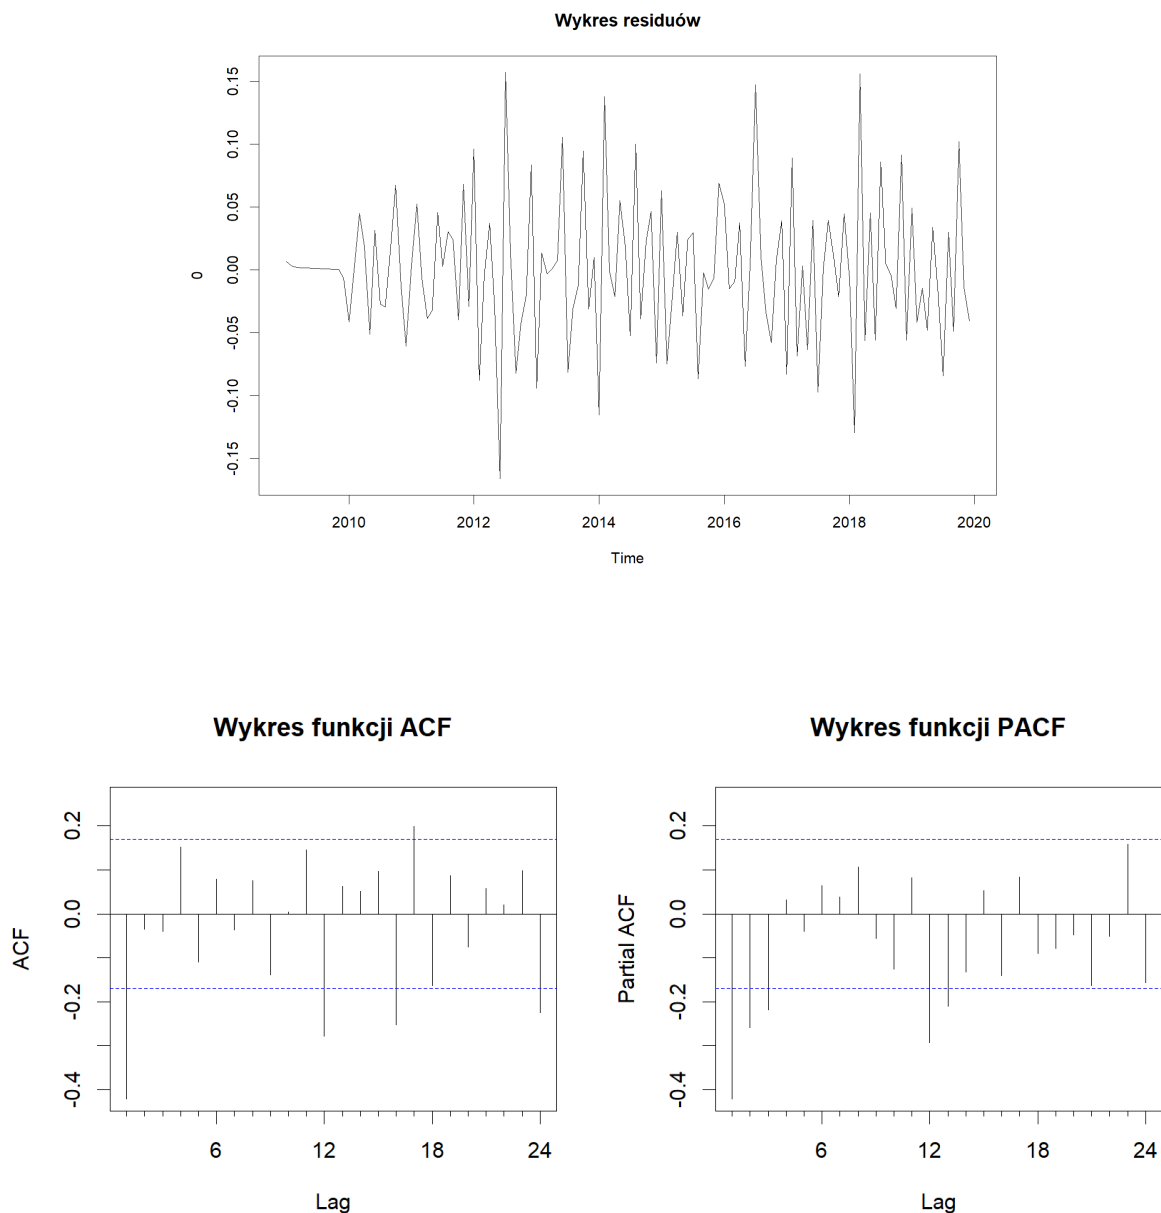 Wykres residuów
0
0.15
0.10
0.05
0.00
-0.05
-0.10
-0.15
2010 2012 2014 2016 2018 2020
Time
Wykres funkcji ACF
ACF
0.2
0.0
-0.2
-0.4
6 12 18 24
Lag
Wykres funkcji PACF
Partial ACF
0.2
0.0
-0.2
-0.4
6 12 18 24
Lag